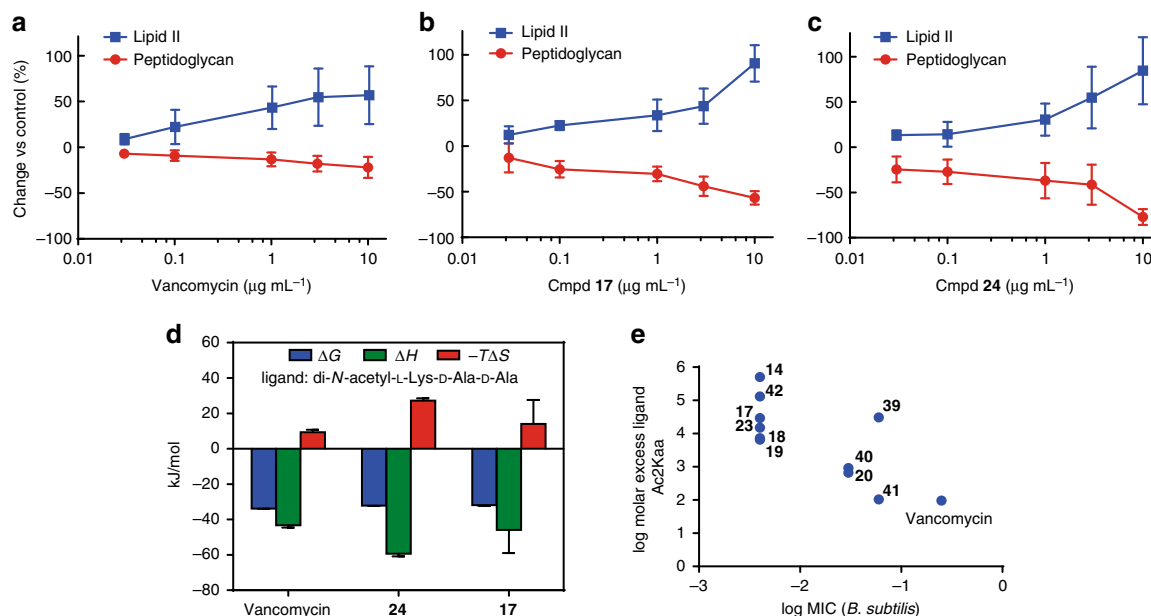 a
Lipid II
Peptidoglycan
Change vs control (%)
100
50
0
−50
−100
0.01
0.1
1
10
Vancomycin (µg mL−1)
b
Lipid II
Peptidoglycan
100
50
0
−50
−100
0.01
0.1
1
10
Cmpd 17 (µg mL−1)
c
Lipid II
Peptidoglycan
100
50
0
−50
−100
0.01
0.1
1
10
Cmpd 24 (µg mL−1)
d
ΔG ΔH −TΔS
ligand: di-N-acetyl-L-Lys-D-Ala-D-Ala
kJ/mol
60
40
20
0
−20
−40
−60
−80
Vancomycin
24
17
e
log molar excess ligand
Ac2Kaa
6
5
4
3
2
1
0
14
42
17
23
18
19
39
40
20
41
Vancomycin
−3
−2
−1
0
log MIC (B. subtilis)